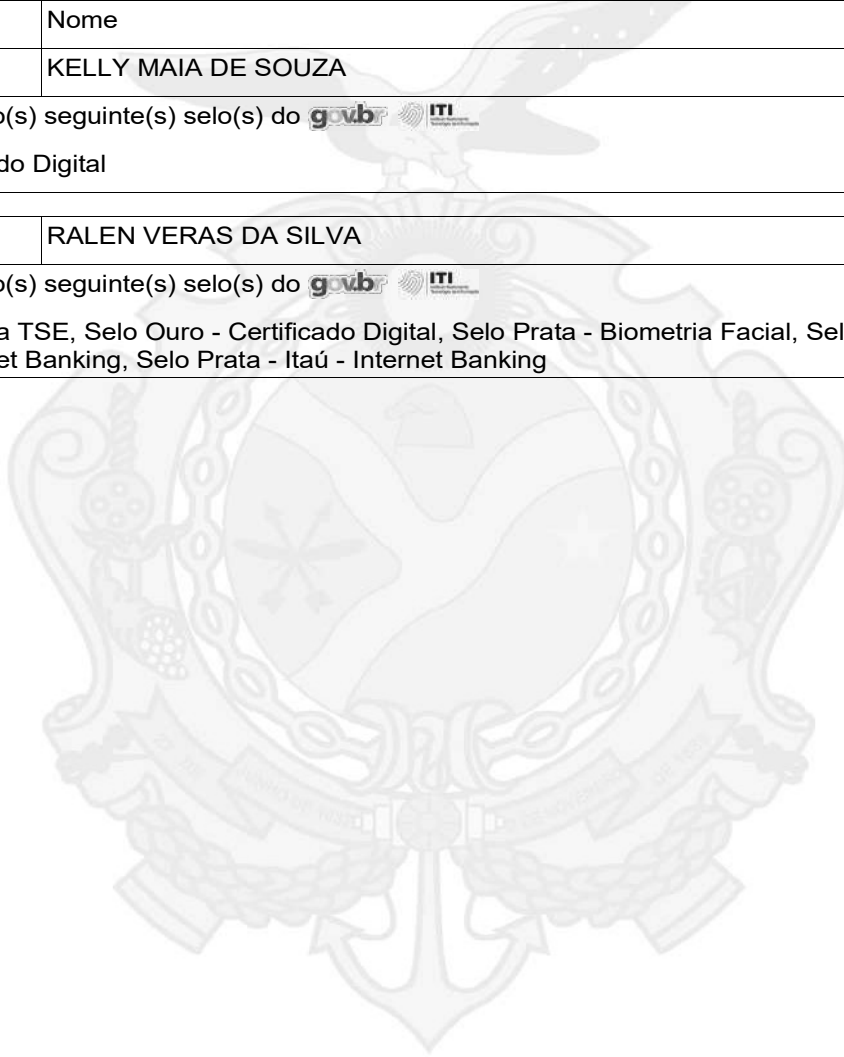 Nome
KELLY MAIA DE SOUZA
o(s) seguinte(s) selo(s) do gov.br ITI
do Digital
RALEN VERAS DA SILVA
o(s) seguinte(s) selo(s) do gov.br ITI
a TSE, Selo Ouro - Certificado Digital, Selo Prata - Biometria Facial, Sel
et Banking, Selo Prata - Itaú - Internet Banking